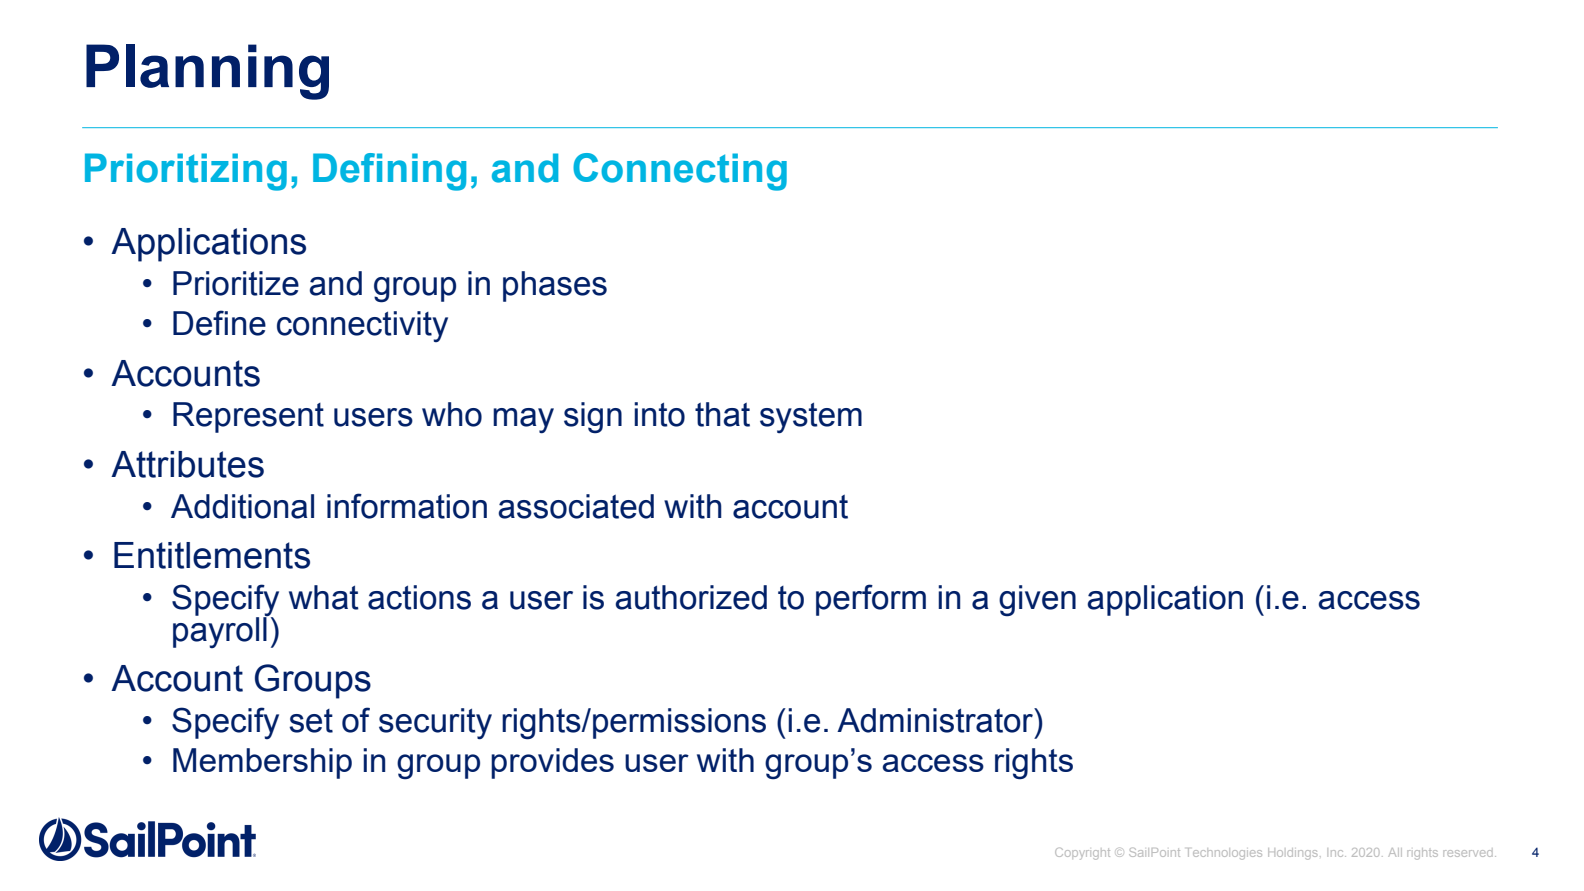 Planning
Prioritizing, Defining, and Connecting
• Applications
• Prioritize and group in phases
• Define connectivity
• Accounts
• Represent users who may sign into that system
• Attributes
• Additional information associated with account
• Entitlements
• Specify what actions a user is authorized to perform in a given application (i.e. access
payroll)
• Account Groups
• Specify set of security rights/permissions (i.e. Administrator)
• Membership in group provides user with group’s access rights
SailPoint
Copyright © SailPoint Technologies Holdings, Inc. 2020. All rights reserved. 4